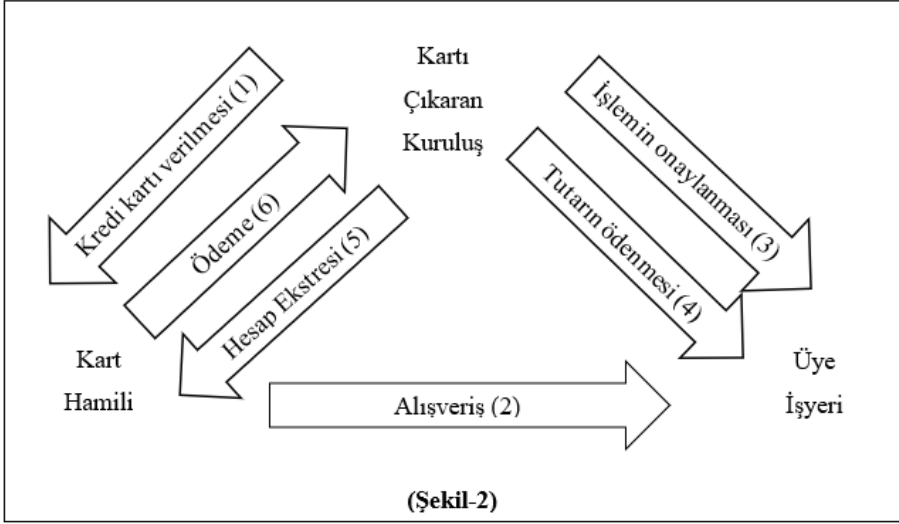 Kartı
Çıkaran
Kuruluş
Kredi kartı verilmesi (1)
Ödeme (6)
Hesap Ekstresi (5)
İşlemin onaylanması (3)
Tutarın ödenmesi (4)
Kart
Hamili
Alışveriş (2)
Üye
İşyeri
(Şekil-2)